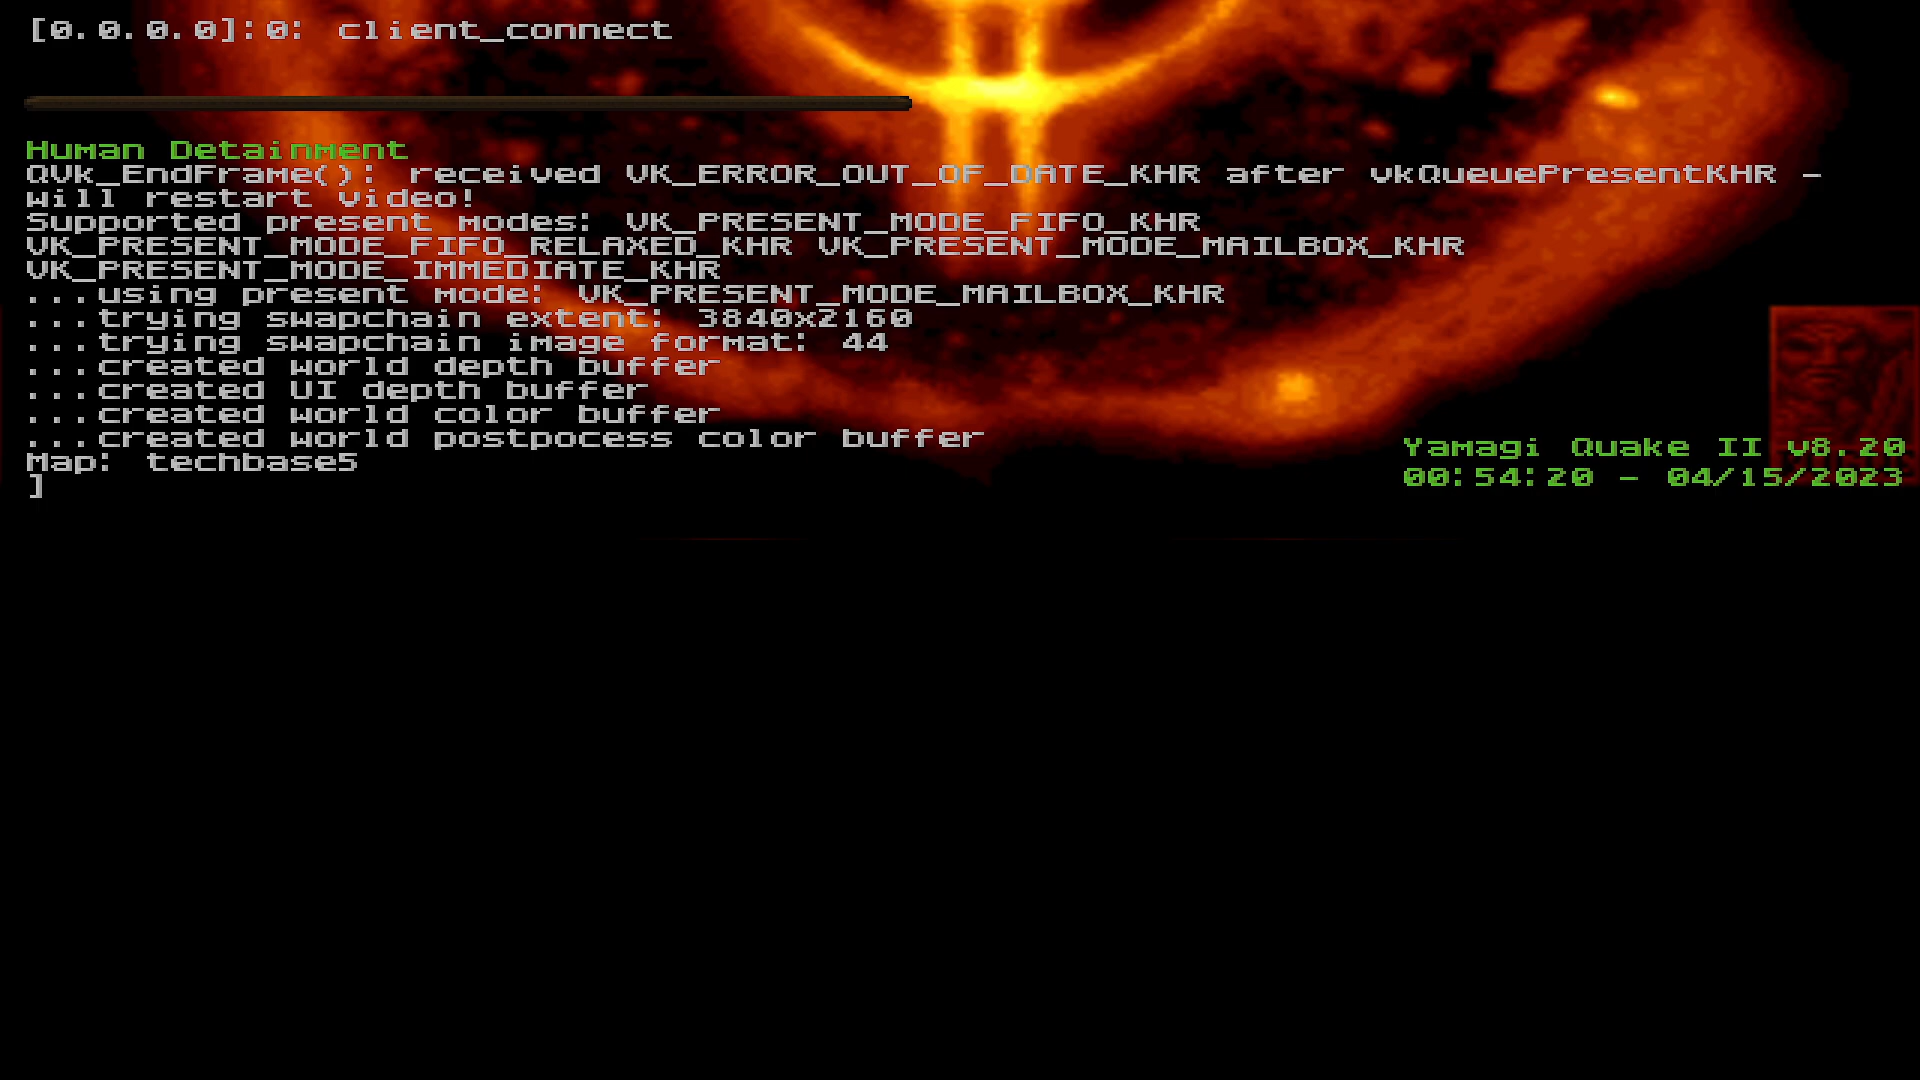 [0.0.0.0]:0: client_connect
Human Detainment
QVk_EndFrame(): received VK_ERROR_OUT_OF_DATE_KHR after vkQueuePresentKHR -
will restart video!
Supported present modes: VK_PRESENT_MODE_FIFO_KHR
VK_PRESENT_MODE_FIFO_RELAXED_KHR VK_PRESENT_MODE_MAILBOX_KHR
VK_PRESENT_MODE_IMMEDIATE_KHR
...using present mode: VK_PRESENT_MODE_MAILBOX_KHR
...trying swapchain extent: 3840x2160
...trying swapchain image format: 44
...created world depth buffer
...created UI depth buffer
...created world color buffer
...created world postpocess color buffer
Map: techbase5
]
Yamagi Quake II v8.20
00:54:20 - 04/15/2023